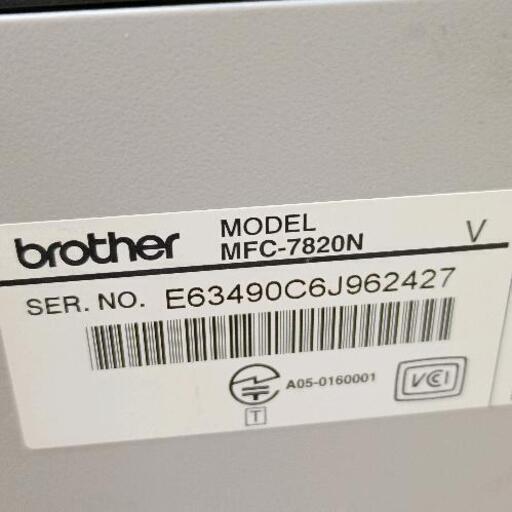 brother MODEL
MFC-7820N V
SER. NO. E63490C6J962427
A05-0160001
T
VCI